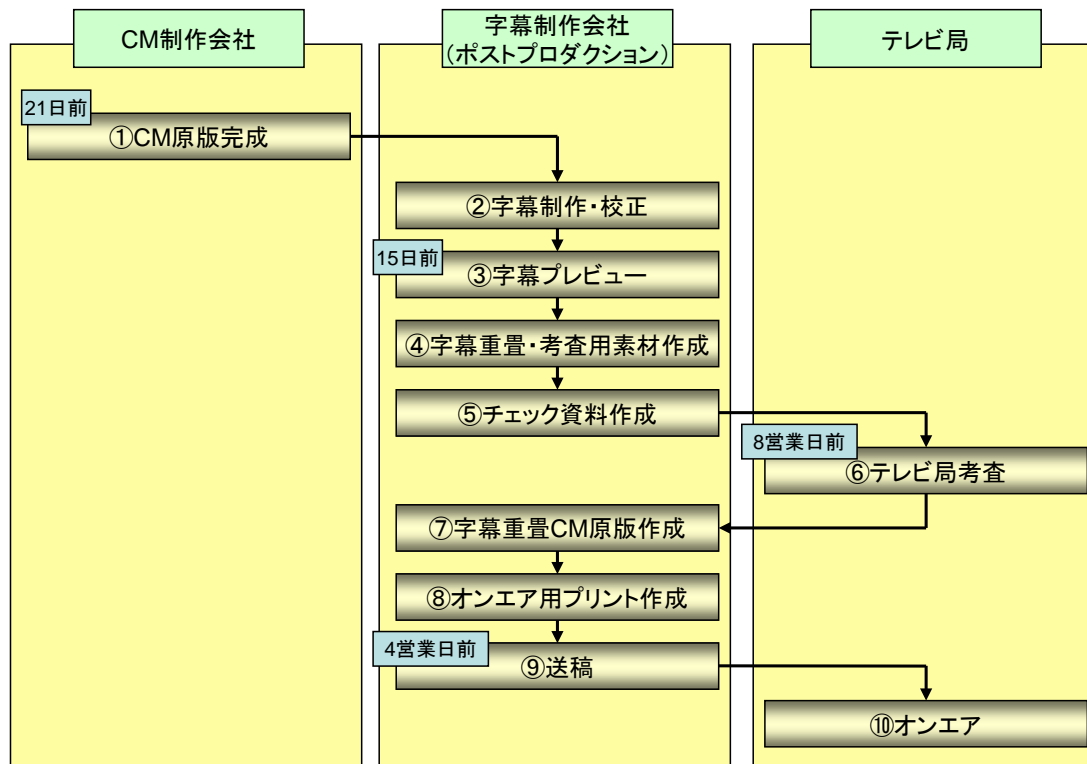 CM制作会社
字幕制作会社
(ポストプロダクション)
テレビ局
21日前
①CM原版完成
②字幕制作・校正
15日前
③字幕プレビュー
④字幕重畳・考査用素材作成
⑤チェック資料作成
8営業日前
⑥テレビ局考査
⑦字幕重畳CM原版作成
⑧オンエア用プリント作成
4営業日前
⑨送稿
⑩オンエア